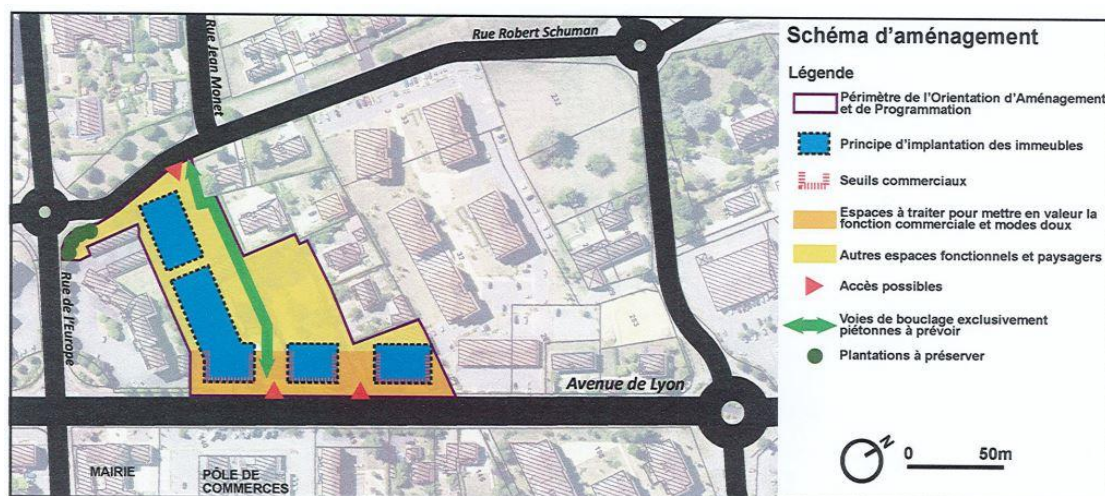 Rue Jean Monet
Rue Robert Schuman
Rue de l'Europe
Avenue de Lyon
MAIRIE
PÔLE DE
COMMERCES
Schéma d'aménagement
Légende
Périmètre de l'Orientation d'Aménagement
et de Programmation
Principe d'implantation des immeubles
Seuils commerciaux
Espaces à traiter pour mettre en valeur la
fonction commerciale et modes doux
Autres espaces fonctionnels et paysagers
Accès possibles
Voies de bouclage exclusivement
piétonnes à prévoir
Plantations à préserver
N
0 50m